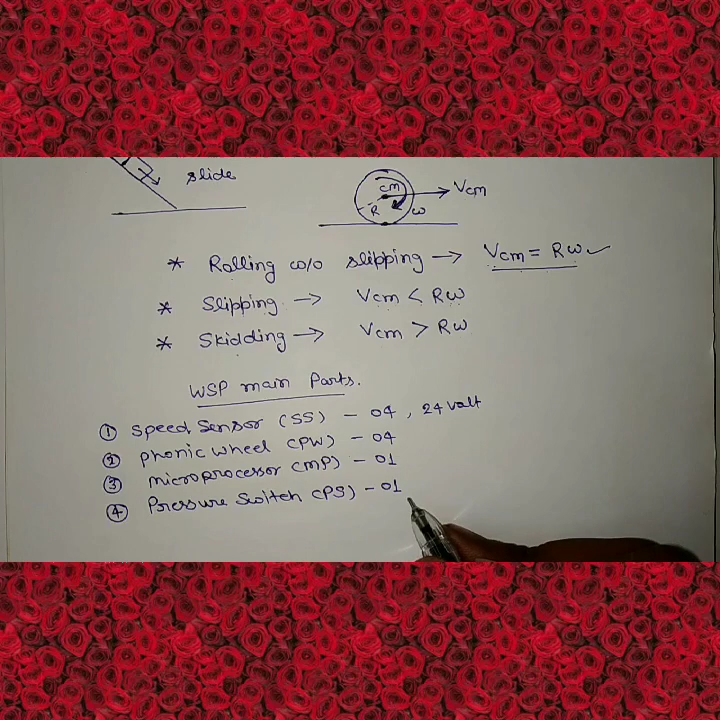 slide
CM
Vcm
R
ω
* Rolling w/o slipping → Vcm = Rω ✓
* Slipping → Vcm < Rω
* Skidding → Vcm > Rω
WSP main Parts.
① Speed Sensor (SS) - 04, 24 Volt
② phonic wheel (PW) - 04
③ microprocessor (MP) - 01
④ Pressure Switch (PS) - 01